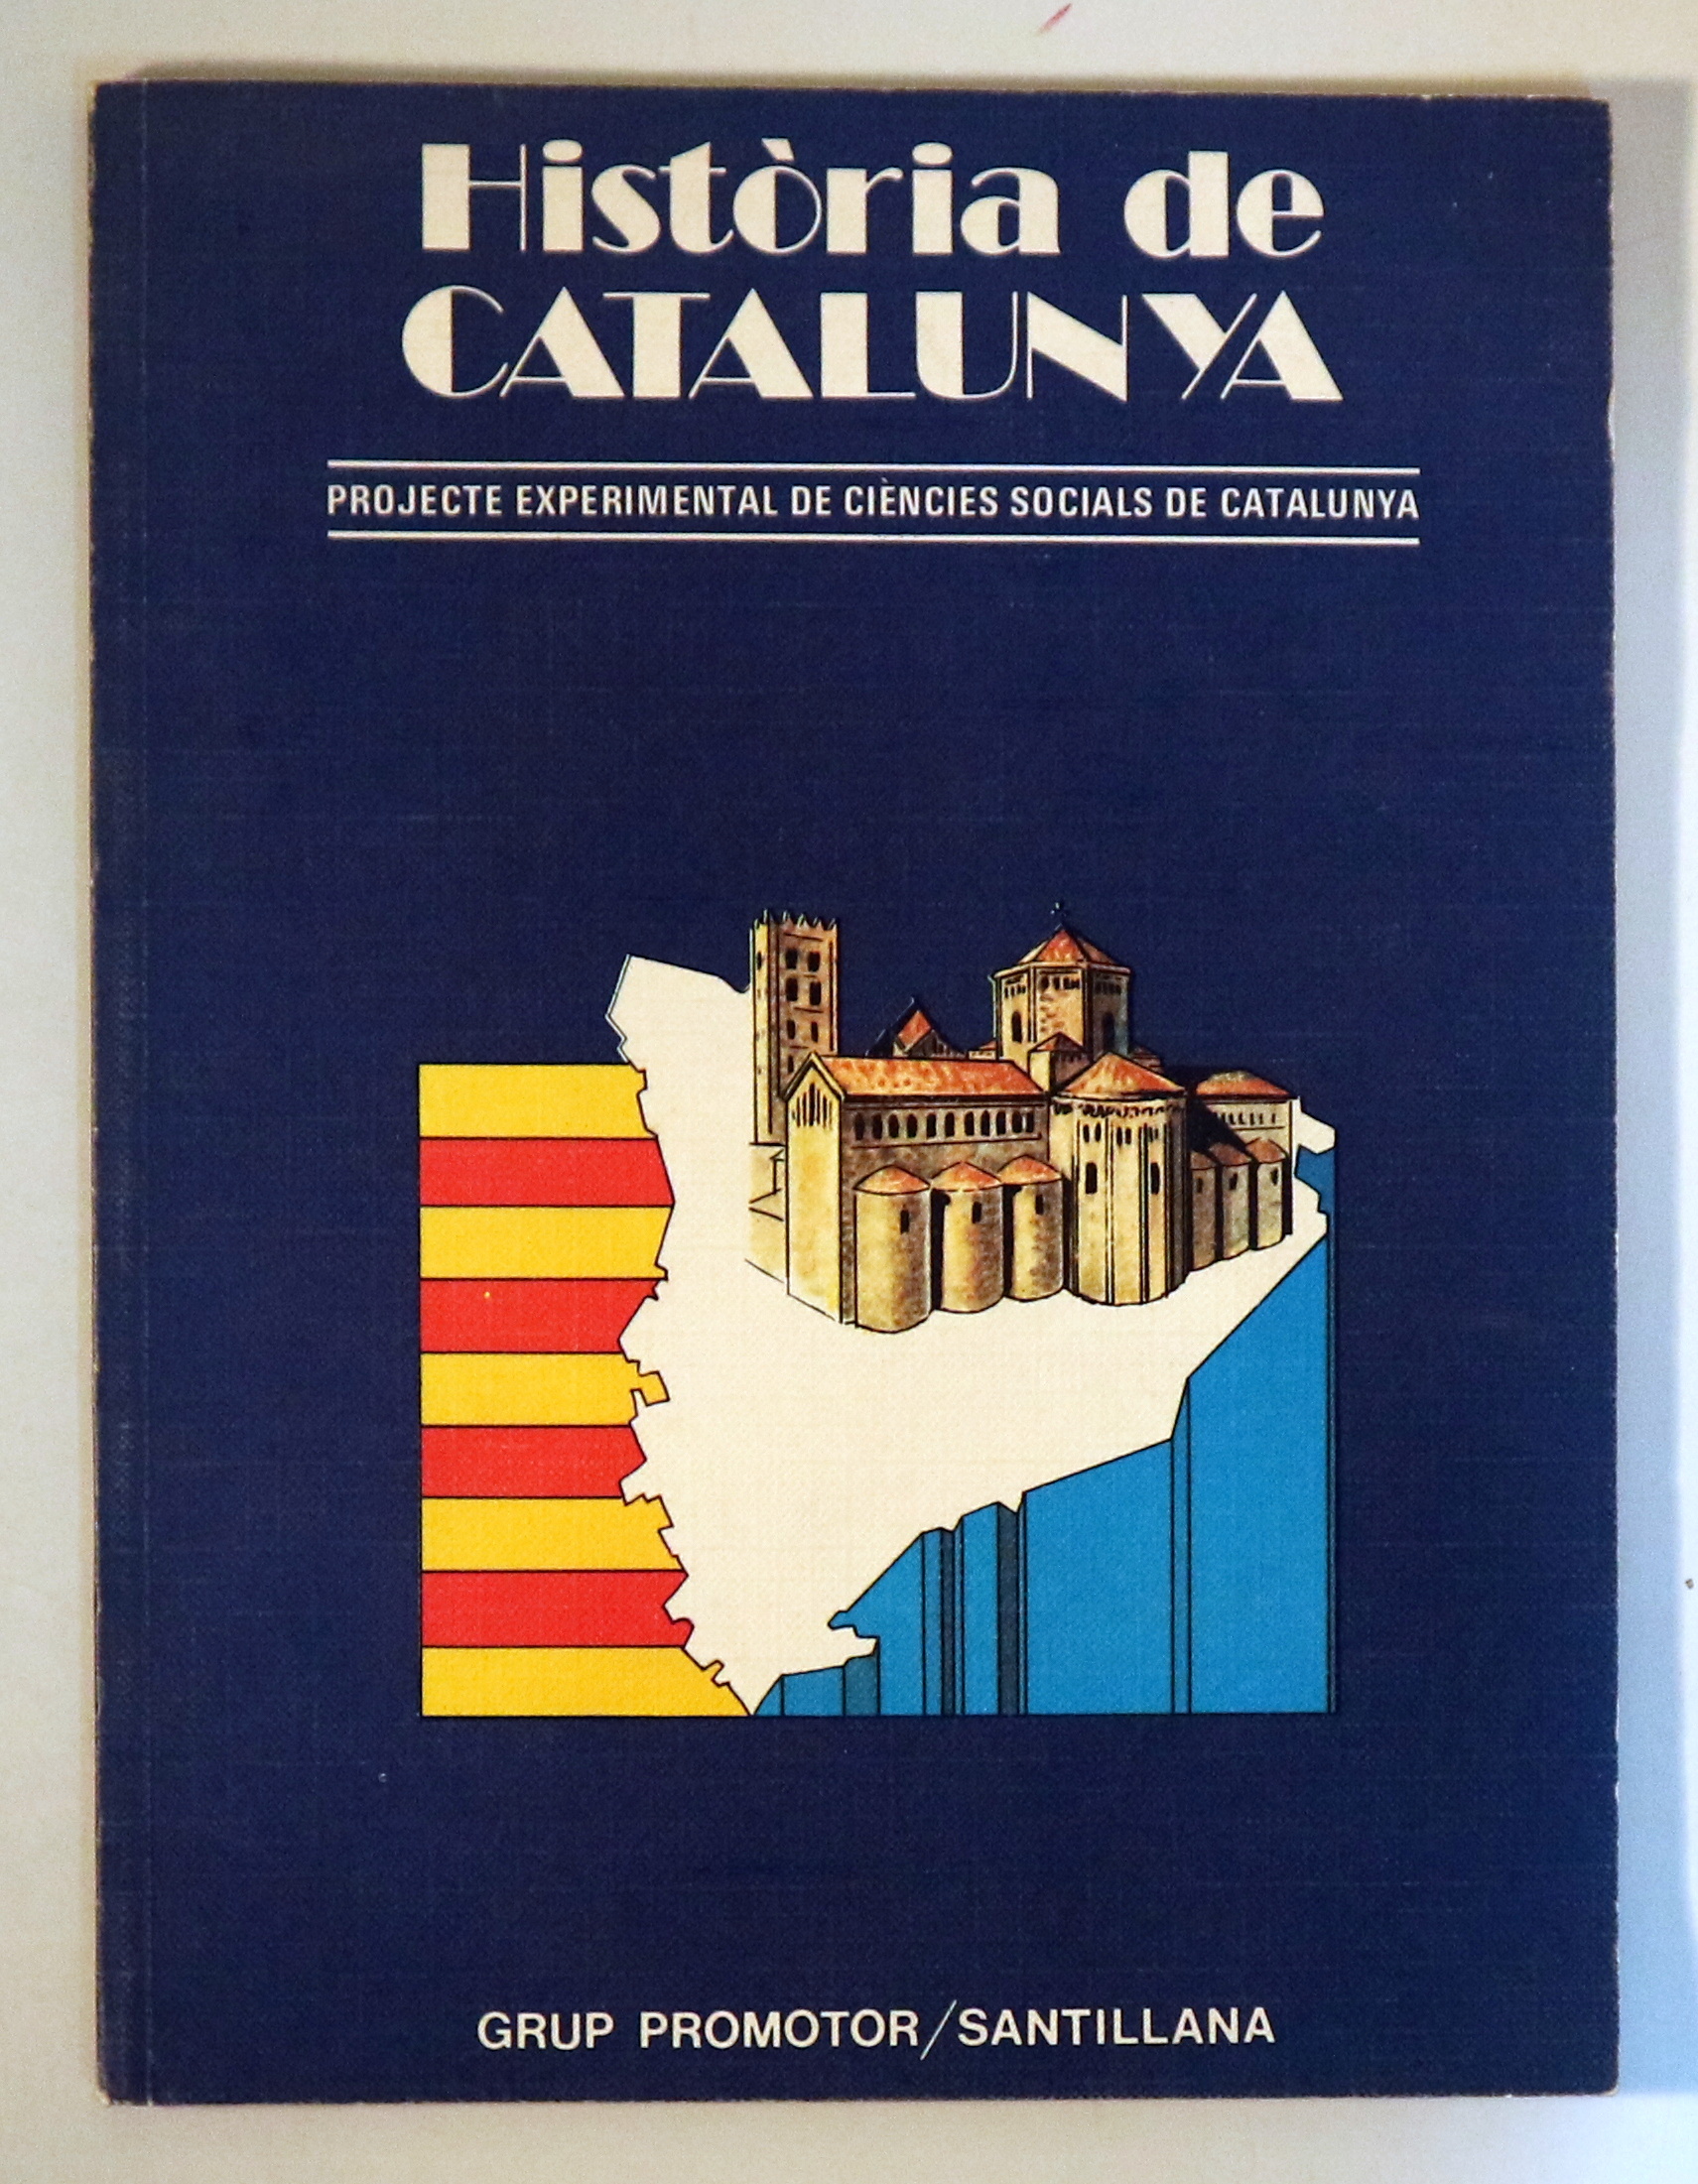 Història de
CATALUNYA
PROJECTE EXPERIMENTAL DE CIÈNCIES SOCIALS DE CATALUNYA
GRUP PROMOTOR/SANTILLANA